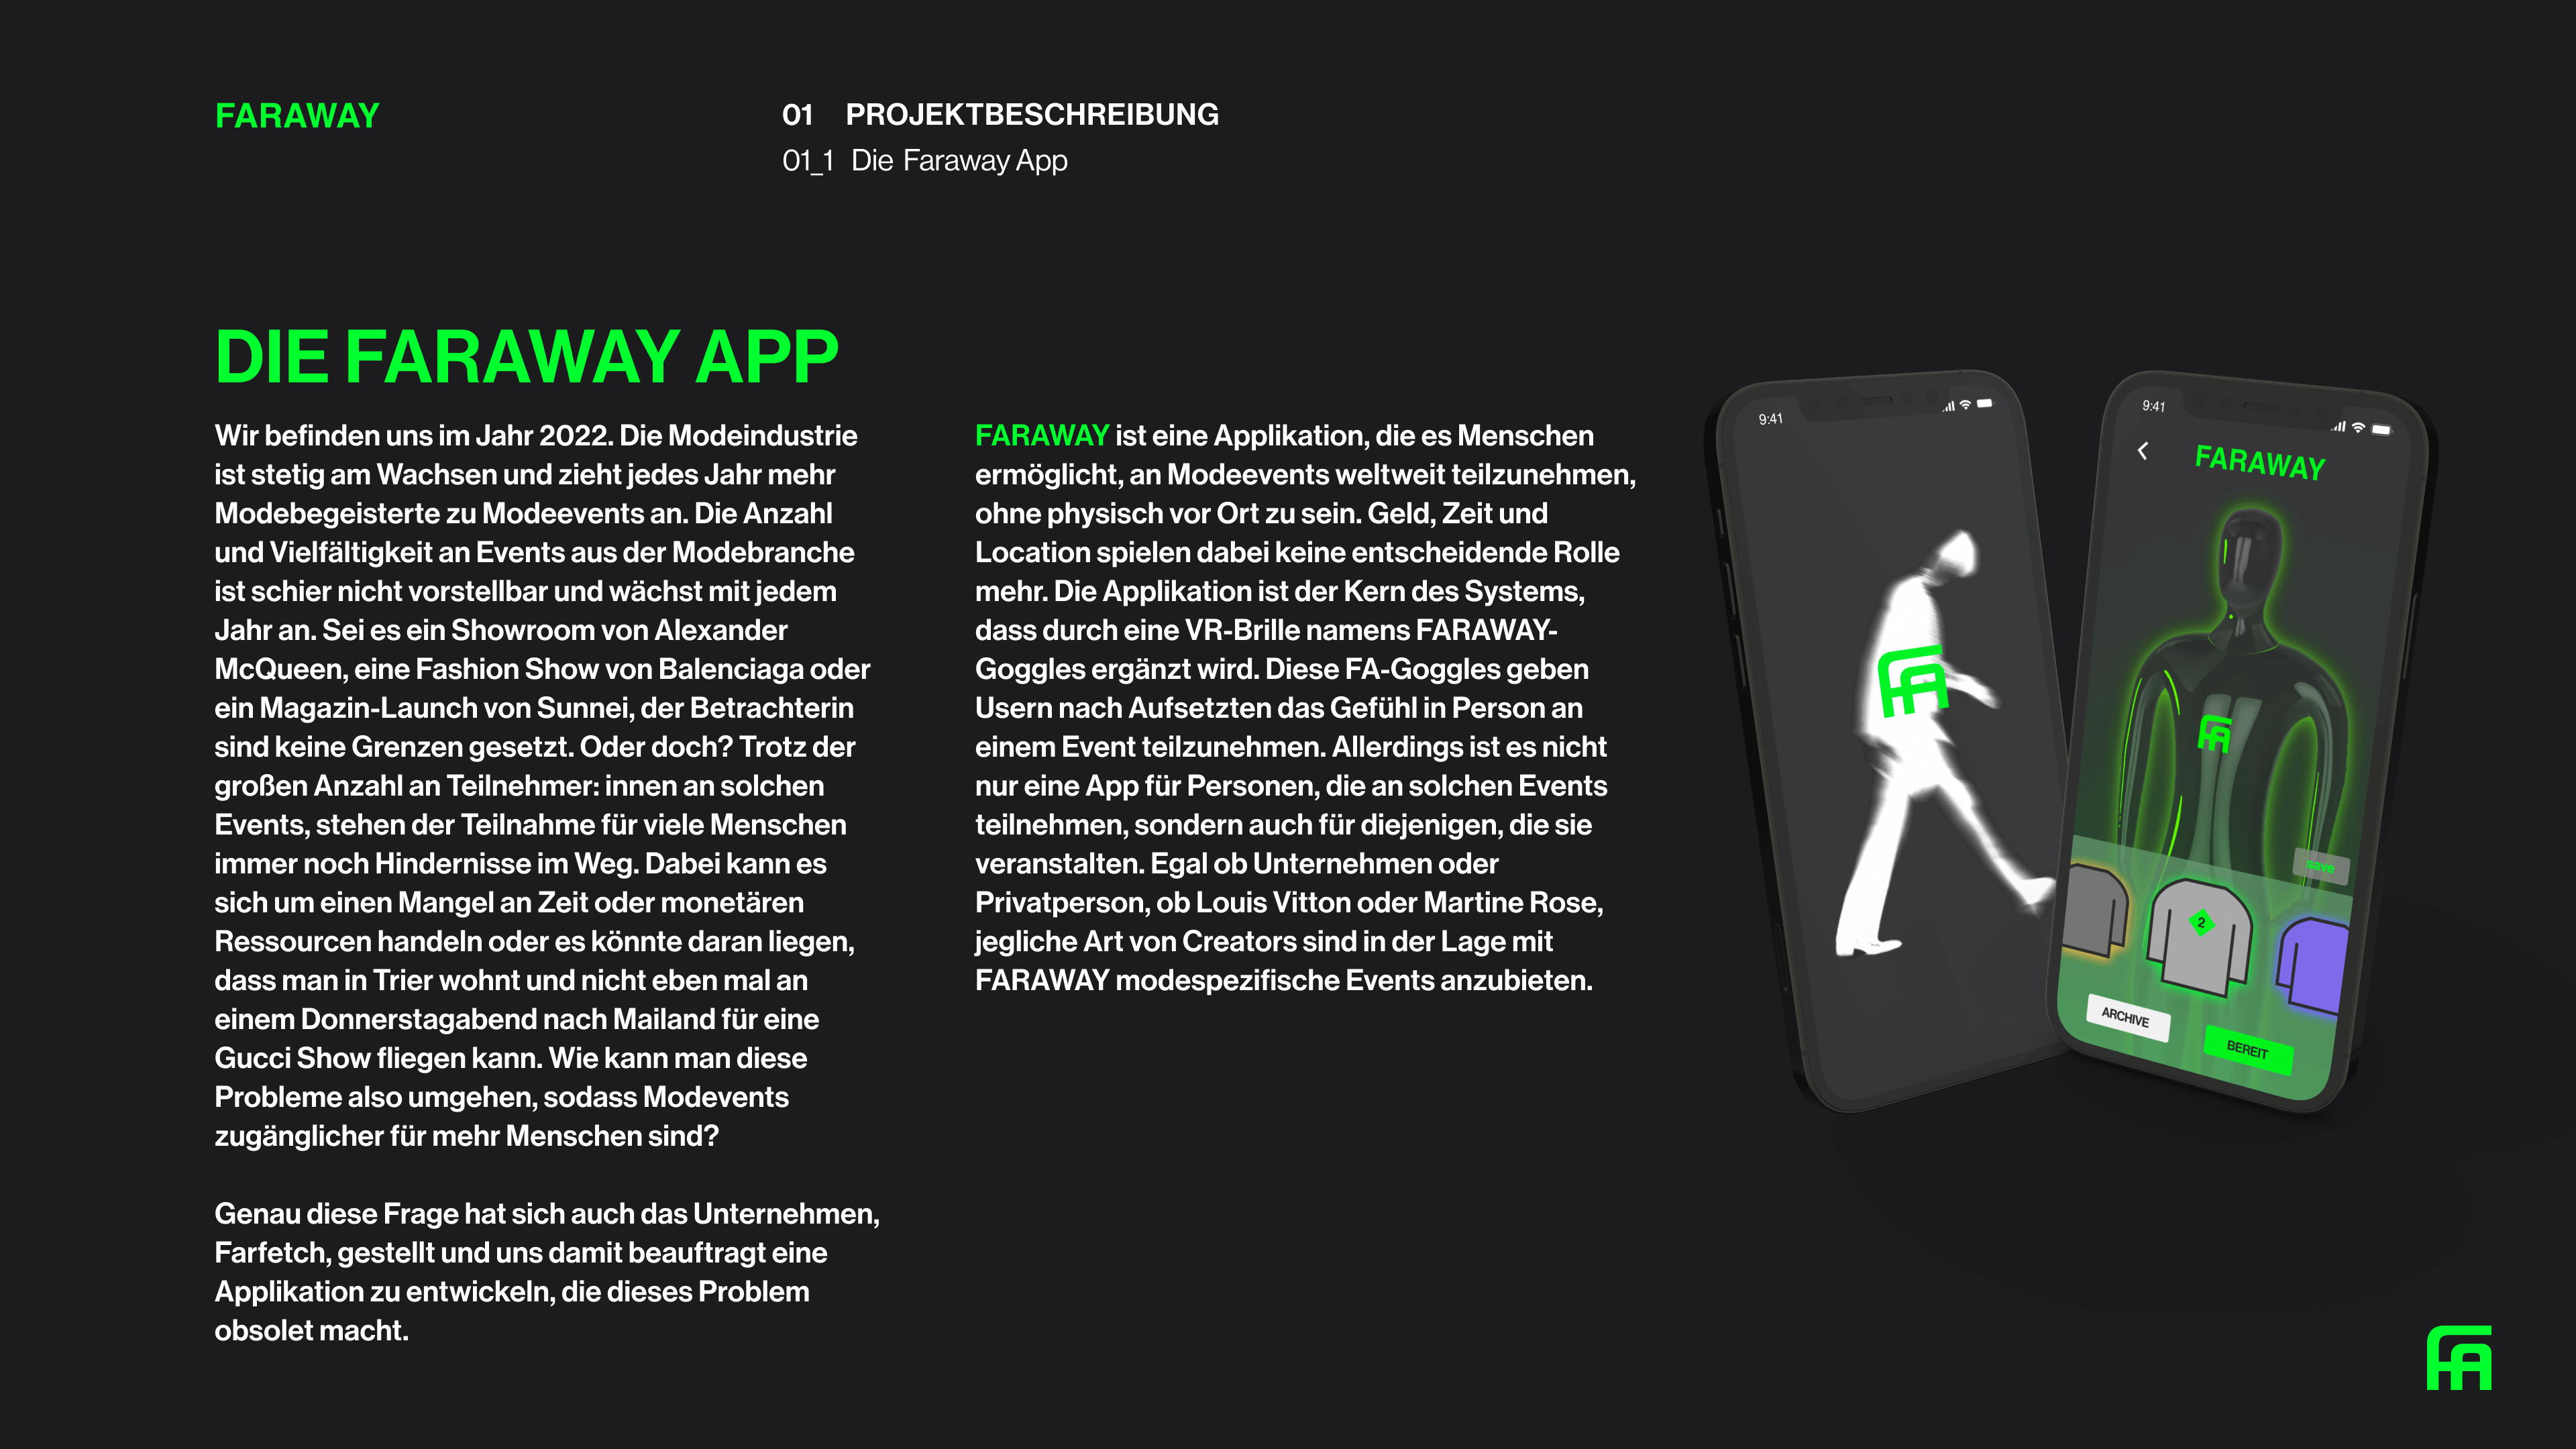 FARAWAY
01 PROJEKTBESCHREIBUNG
01_1 Die Faraway App
DIE FARAWAY APP
Wir befinden uns im Jahr 2022. Die Modeindustrie
ist stetig am Wachsen und zieht jedes Jahr mehr
Modebegeisterte zu Modeevents an. Die Anzahl
und Vielfältigkeit an Events aus der Modebranche
ist schier nicht vorstellbar und wächst mit jedem
Jahr an. Sei es ein Showroom von Alexander
McQueen, eine Fashion Show von Balenciaga oder
ein Magazin-Launch von Sunnei, der Betrachterin
sind keine Grenzen gesetzt. Oder doch? Trotz der
großen Anzahl an Teilnehmer: innen an solchen
Events, stehen der Teilnahme für viele Menschen
immer noch Hindernisse im Weg. Dabei kann es
sich um einen Mangel an Zeit oder monetären
Ressourcen handeln oder es könnte daran liegen,
dass man in Trier wohnt und nicht eben mal an
einem Donnerstagabend nach Mailand für eine
Gucci Show fliegen kann. Wie kann man diese
Probleme also umgehen, sodass Modevents
zugänglicher für mehr Menschen sind?
Genau diese Frage hat sich auch das Unternehmen,
Farfetch, gestellt und uns damit beauftragt eine
Applikation zu entwickeln, die dieses Problem
obsolet macht.
FARAWAY ist eine Applikation, die es Menschen
ermöglicht, an Modeevents weltweit teilzunehmen,
ohne physisch vor Ort zu sein. Geld, Zeit und
Location spielen dabei keine entscheidende Rolle
mehr. Die Applikation ist der Kern des Systems,
dass durch eine VR-Brille namens FARAWAY-
Goggles ergänzt wird. Diese FA-Goggles geben
Usern nach Aufsetzten das Gefühl in Person an
einem Event teilzunehmen. Allerdings ist es nicht
nur eine App für Personen, die an solchen Events
teilnehmen, sondern auch für diejenigen, die sie
veranstalten. Egal ob Unternehmen oder
Privatperson, ob Louis Vitton oder Martine Rose,
jegliche Art von Creators sind in der Lage mit
FARAWAY modespezifische Events anzubieten.
9:41
FA
9:41
FARAWAY
FA
save
2
ARCHIVE
BEREIT
FA